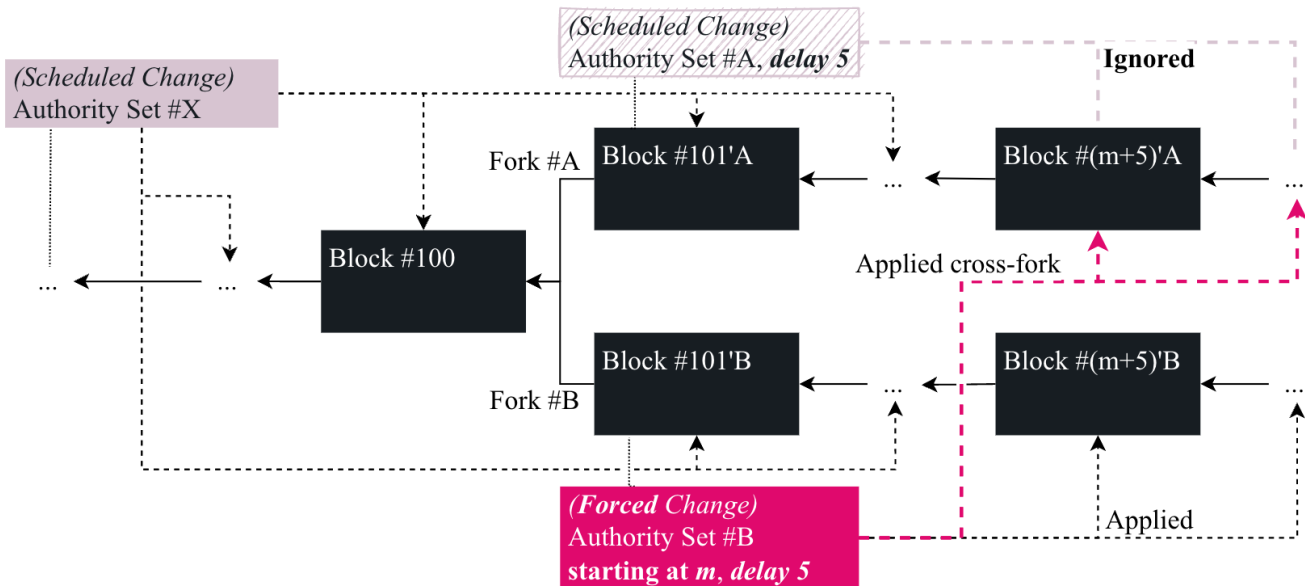 (Scheduled Change)
Authority Set #A, delay 5
Ignored
(Scheduled Change)
Authority Set #X
Fork #A
Block #101'A
...
Block #(m+5)'A
...
Block #100
...
...
Applied cross-fork
Block #101'B
...
Block #(m+5)'B
...
Fork #B
(Forced Change)
Authority Set #B
starting at m, delay 5
Applied